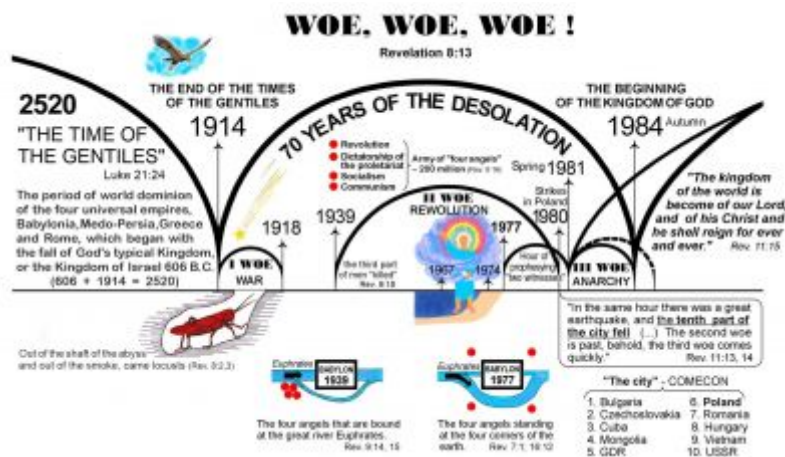 WOE, WOE, WOE !
Revelation 8:13
THE END OF THE TIMES
OF THE GENTILES
1914
THE BEGINNING
OF THE KINGDOM OF GOD
1984 Autumn
2520
"THE TIME OF
THE GENTILES"
Luke 21:24
The period of world dominion
of the four universal empires,
Babylonia, Medo-Persia, Greece
and Rome, which began with
the fall of God's typical Kingdom,
or the Kingdom of Israel 606 B.C.
(606 + 1914 = 2520)
70 YEARS OF THE DESOLATION
Revolution
Dictatorship of
the proletariat
Socialism
Communism
Army of "four angels"
~ 200 million
Spring 1981
Strikes
in Poland
1980
1918
1939
II WOE
REWOLUTION
1977
1967
1974
I WOE
WAR
the third part
of men "killed"
Rev. 9:18
Hour of
prophesying
two witnesses
III WOE
ANARCHY
"The kingdom
of the world is
become of our Lord,
and of his Christ and
he shell reign for ever
and ever." Rev. 11:15
Out of the shaft of the abyss
and out of the smoke, came locusts (Rev. 9:2,3)
"In the same hour there was a great
earthquake, and the tenth part of
the city fell (...) The second woe
is past, behold, the third woe comes
quickly." Rev. 11:13, 14
Euphrates
BABYLON
1939
The four angels that are bound
at the great river Euphrates.
Rev. 9:14, 15
Euphrates
BABYLON
1977
The four angels standing
at the four corners of the
earth. Rev. 7:1, 16:12
"The city" - COMECON
1. Bulgaria
2. Czechoslovakia
3. Cuba
4. Mongolia
5. GDR
6. Poland
7. Romania
8. Hungary
9. Vietnam
10. USSR